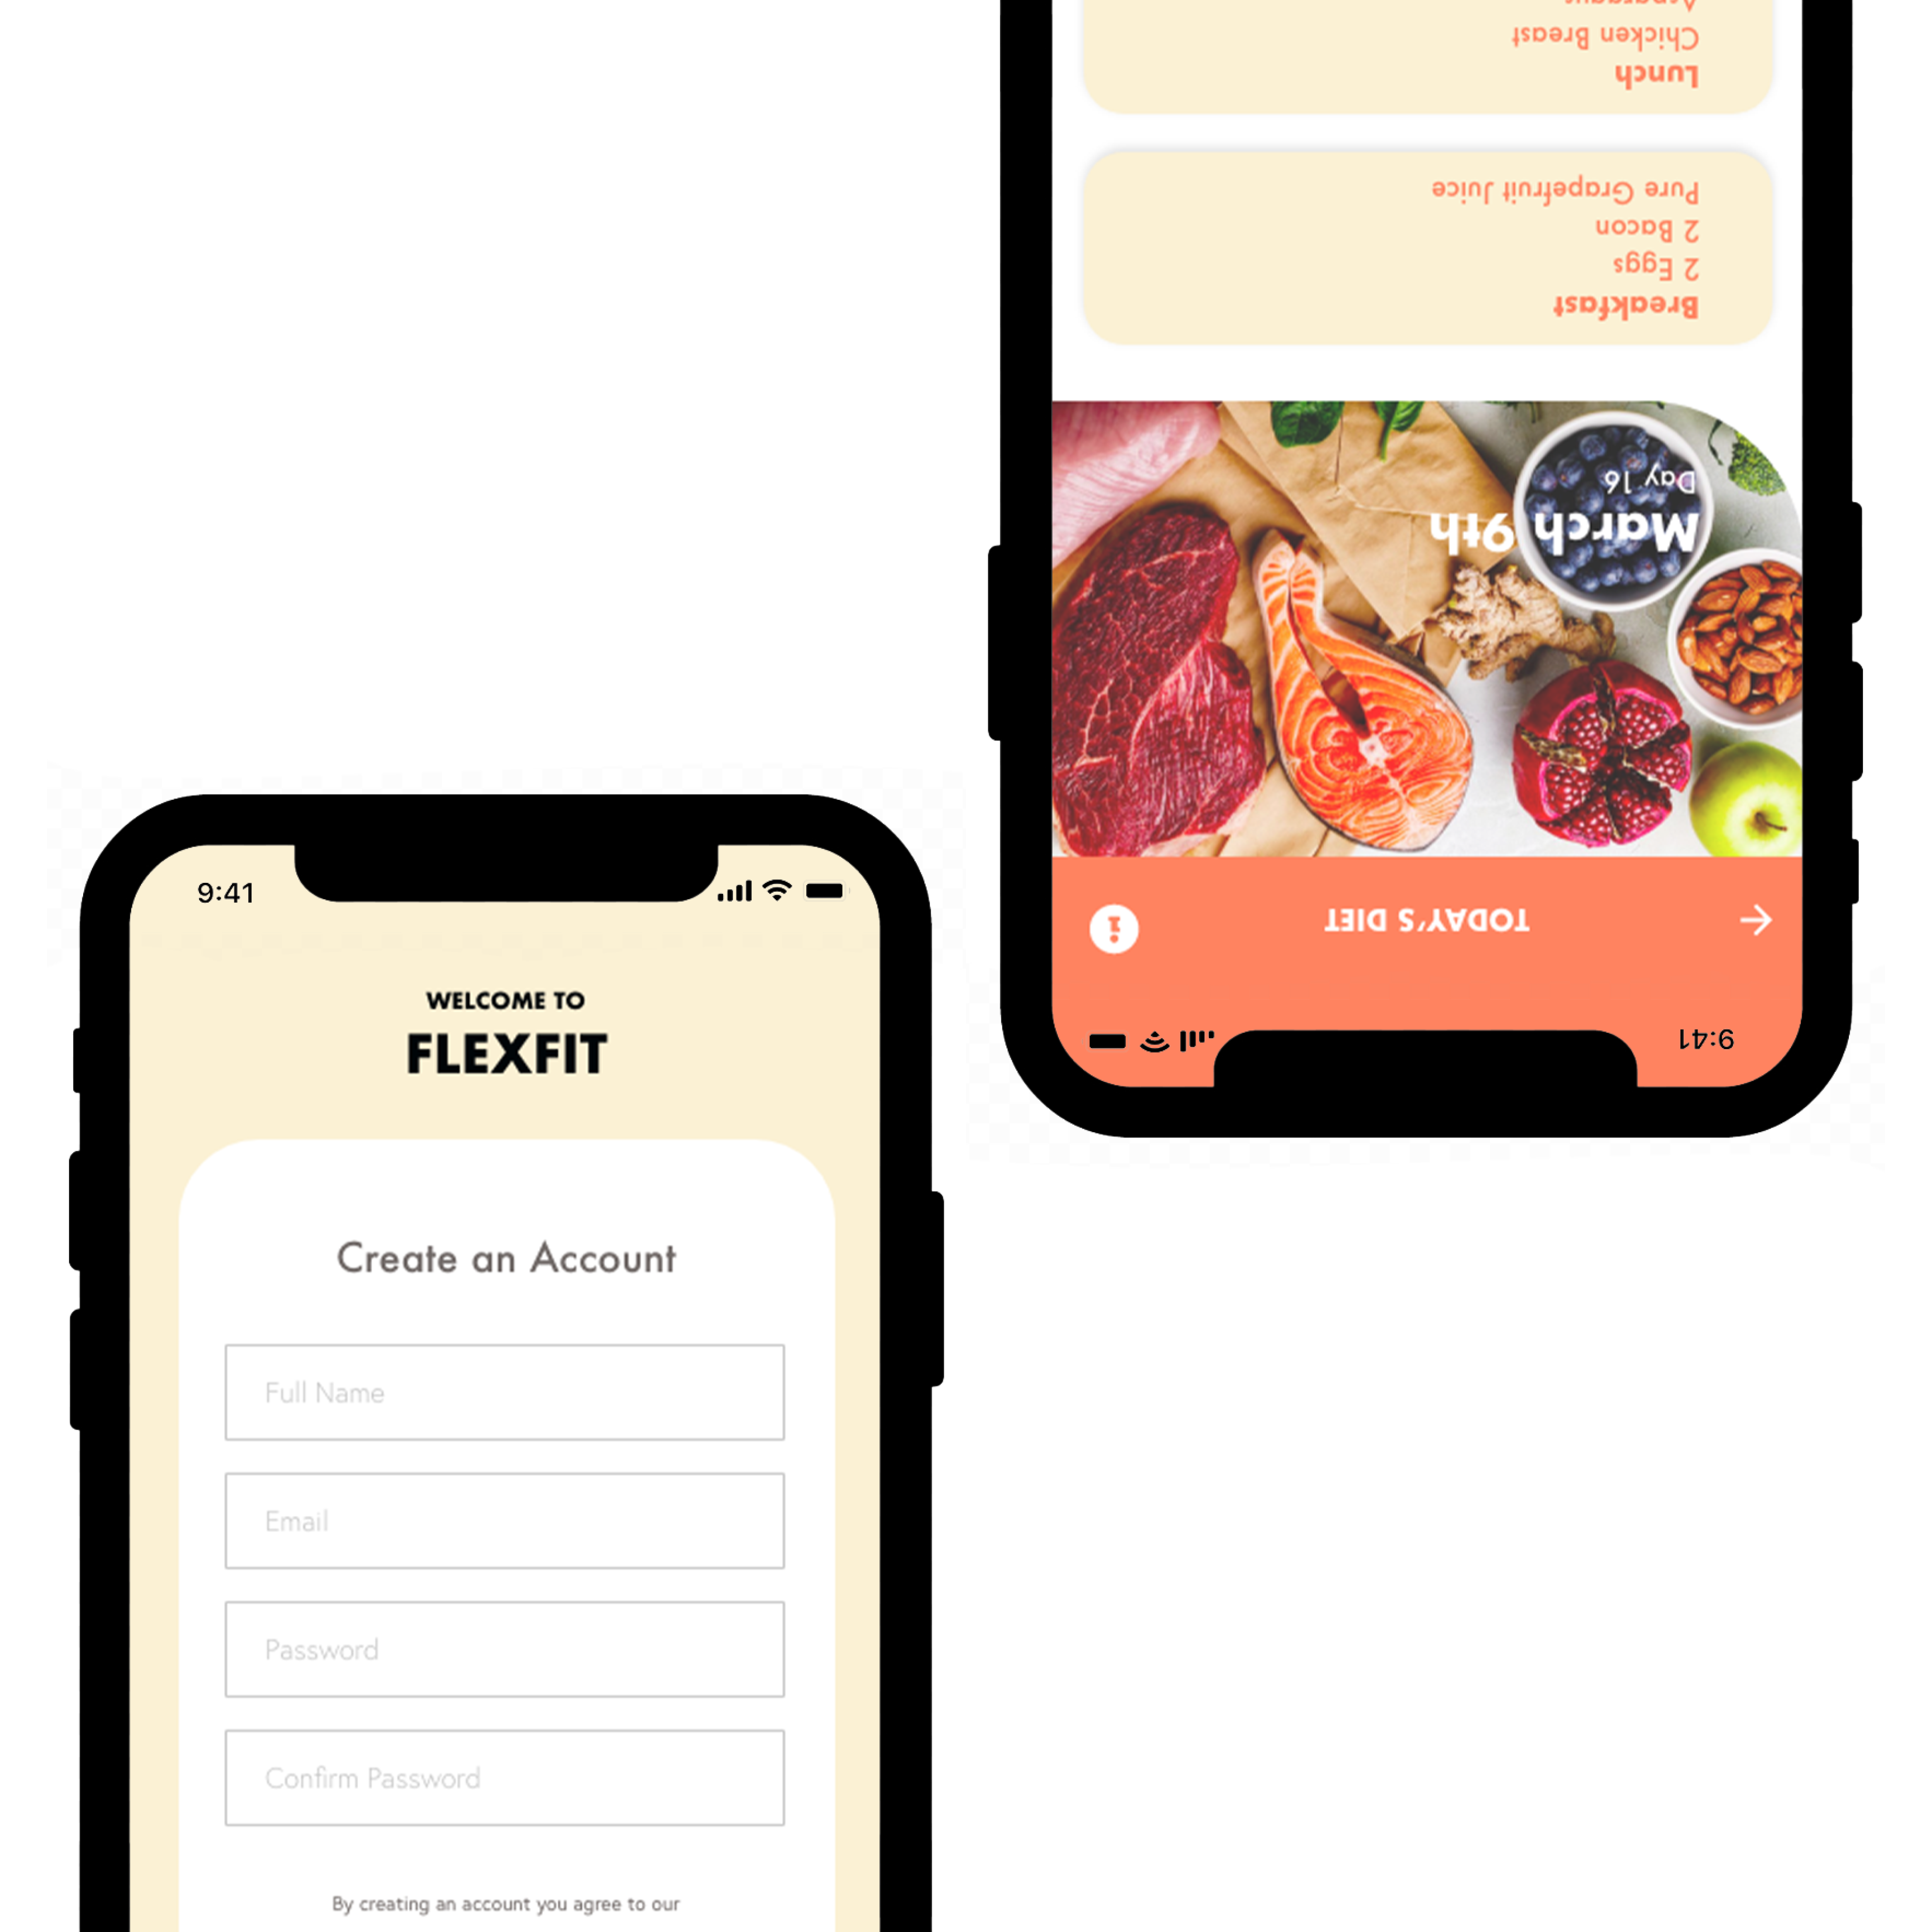 9:41
WELCOME TO
FLEXFIT
Create an Account
Full Name
Email
Password
Confirm Password
By creating an account you agree to our
9:41
TODAY'S DIET
March 9th
Day 16
Breakfast
2 Eggs
2 Bacon
Pure Grapefruit Juice
Lunch
Chicken Breast
Asparagus